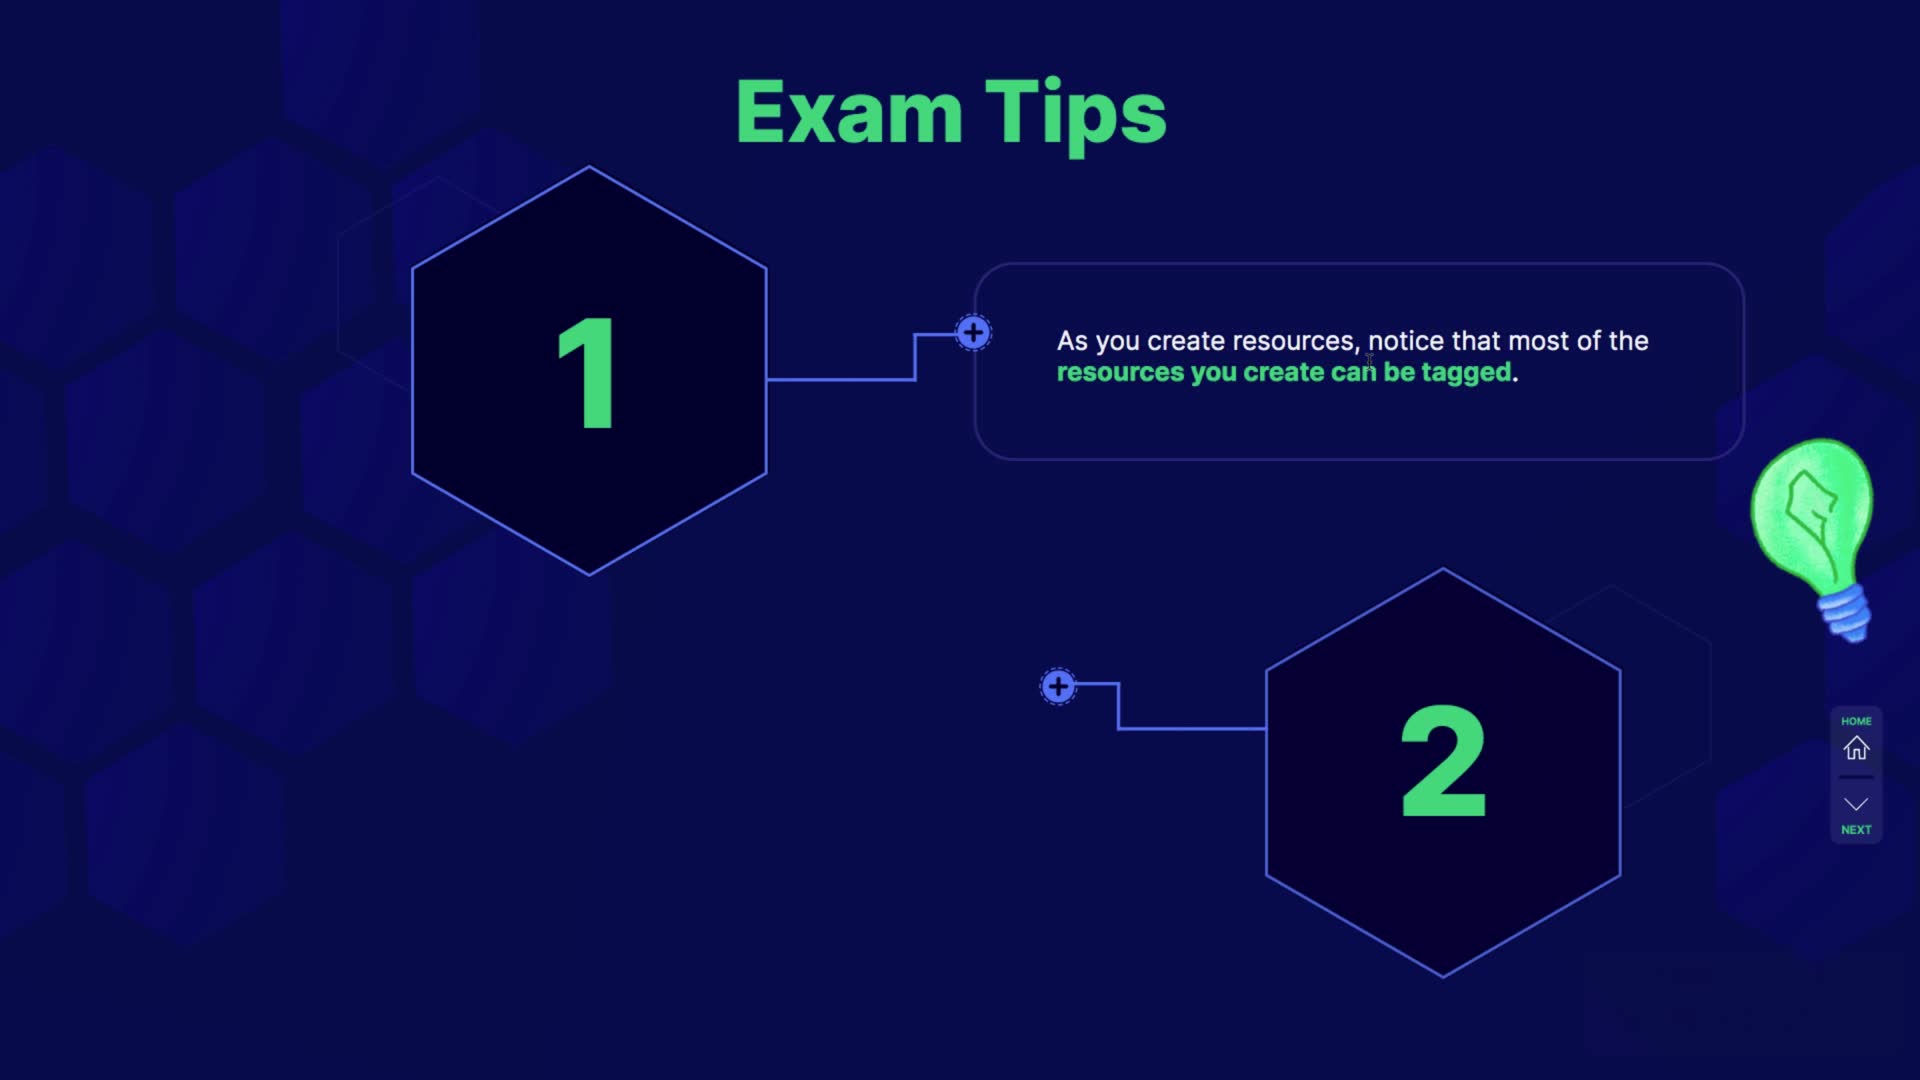 Exam Tips
1
As you create resources, notice that most of the
resources you create can be tagged.
2
HOME
NEXT